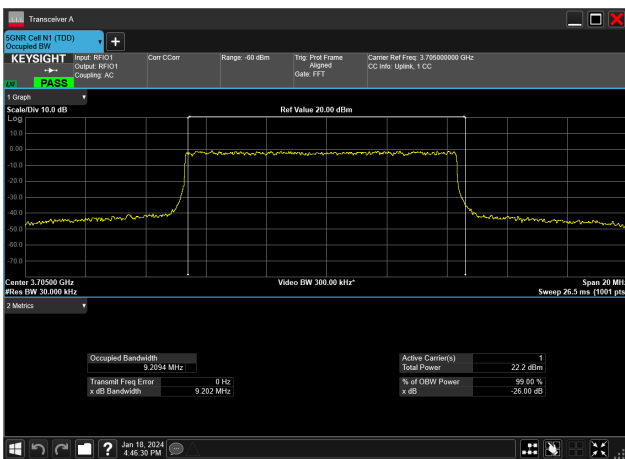 Transceiver A
5GNR Cell N1 (TDD)
Occupied BW
KEYSIGHT
PASS
Input: RFIO1
Output: RFIO1
Coupling: AC
Corr CCorr
Range: -60 dBm
Trig: Prot Frame
Aligned
Gate: FFT
Carrier Ref Freq: 3.705000000 GHz
CC Info: Uplink, 1 CC
1 Graph
Scale/Div 10.0 dB
Ref Value 20.00 dBm
Log
10.0
0.00
-10.0
-20.0
-30.0
-40.0
-50.0
-60.0
-70.0
Center 3.70500 GHz
Video BW 300.00 kHz*
Span 20 MHz
#Res BW 30.000 kHz
Sweep 26.5 ms (1001 pts
2 Metrics
Occupied Bandwidth
9.2094 MHz
Transmit Freq Error 0 Hz
x dB Bandwidth 9.202 MHz
Active Carrier(s) 1
Total Power 22.2 dBm
% of OBW Power 99.00 %
x dB -26.00 dB
Jan 18, 2024
4:46:30 PM